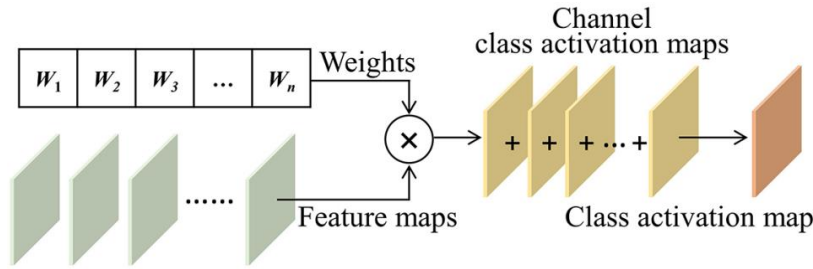 Channel
class activation maps
Weights
W1 W2 W3 ... Wn
×
+ + + ... +
......
Feature maps
Class activation map